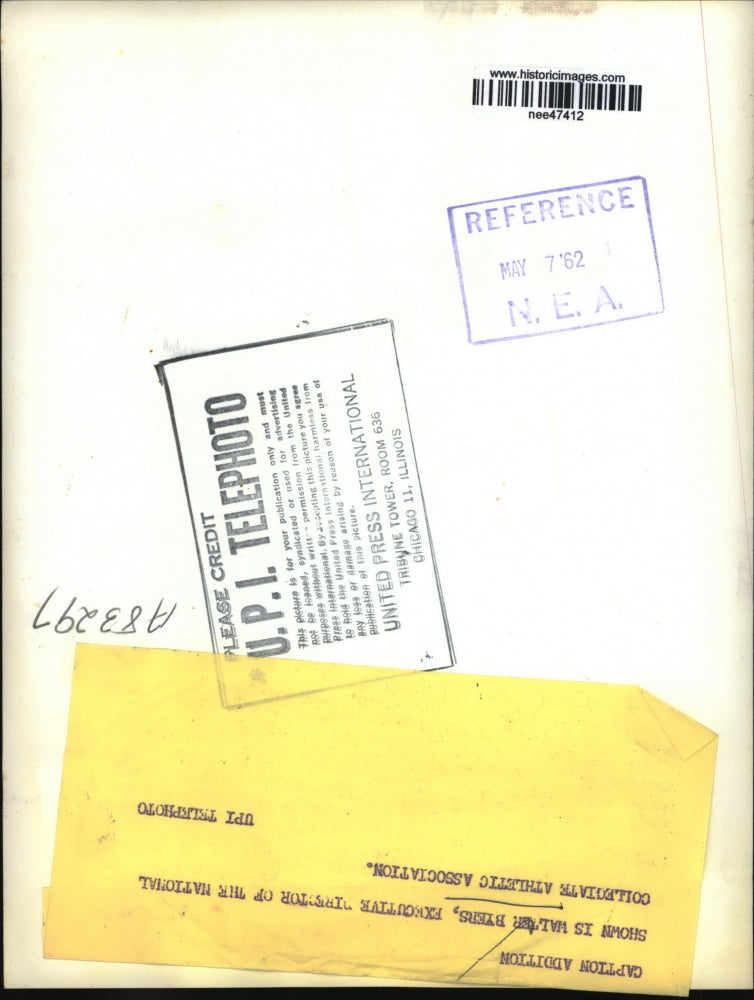 www.historicimages.com
nee47412
REFERENCE
MAY 7 '62
N. E. A.
PLEASE CREDIT
U.P.I. TELEPHOTO
This picture is for your publication only and must
not be loaned, syndicated or used for advertising
purposes without written permission from the United
Press International. By accepting this picture you agree
to hold the United Press International harmless from
any loss or damage arising by reason of your use of
publication of this picture.
UNITED PRESS INTERNATIONAL
TRIBUNE TOWER, ROOM 636
CHICAGO 11, ILLINOIS
A83297
CAPTION ADDITION
SHOWN IS WALTER BYERS, EXECUTIVE DIRECTOR OF THE NATIONAL
COLLEGIATE ATHLETIC ASSOCIATION.
UPI TELEPHOTO